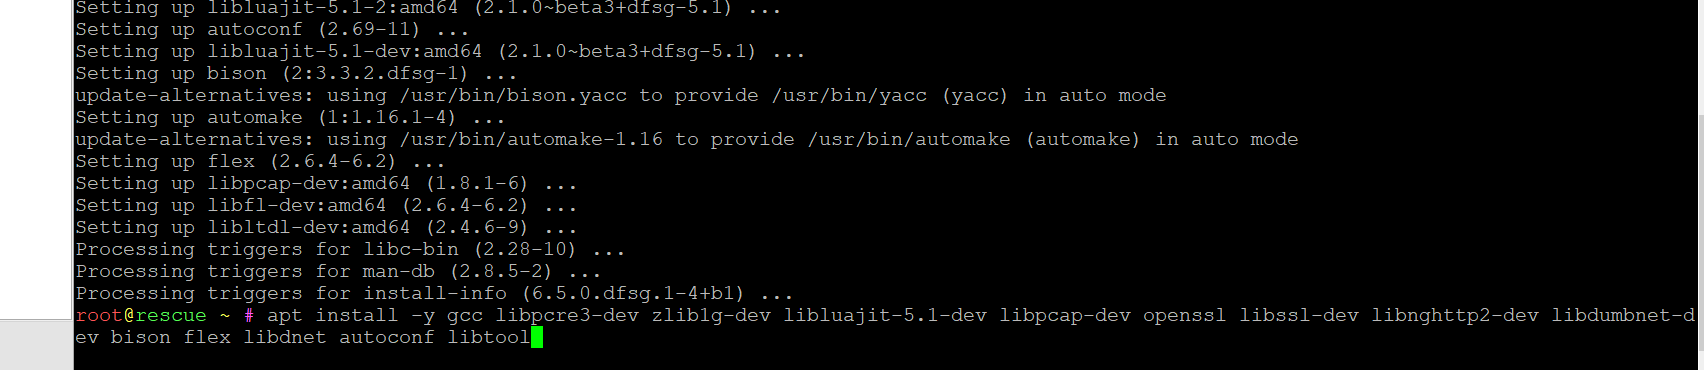 Setting up libluajit-5.1-2:amd64 (2.1.0~beta3+dfsg-5.1) ...
Setting up autoconf (2.69-11) ...
Setting up libluajit-5.1-dev:amd64 (2.1.0~beta3+dfsg-5.1) ...
Setting up bison (2:3.3.2.dfsg-1) ...
update-alternatives: using /usr/bin/bison.yacc to provide /usr/bin/yacc (yacc) in auto mode
Setting up automake (1:1.16.1-4) ...
update-alternatives: using /usr/bin/automake-1.16 to provide /usr/bin/automake (automake) in auto mode
Setting up flex (2.6.4-6.2) ...
Setting up libpcap-dev:amd64 (1.8.1-6) ...
Setting up libfl-dev:amd64 (2.6.4-6.2) ...
Setting up libltdl-dev:amd64 (2.4.6-9) ...
Processing triggers for libc-bin (2.28-10) ...
Processing triggers for man-db (2.8.5-2) ...
Processing triggers for install-info (6.5.0.dfsg.1-4+b1) ...
root@rescue ~ # apt install -y gcc libpcre3-dev zlib1g-dev libluajit-5.1-dev libpcap-dev openssl libssl-dev libnghttp2-dev libdumbnet-d
ev bison flex libdnet autoconf libtool